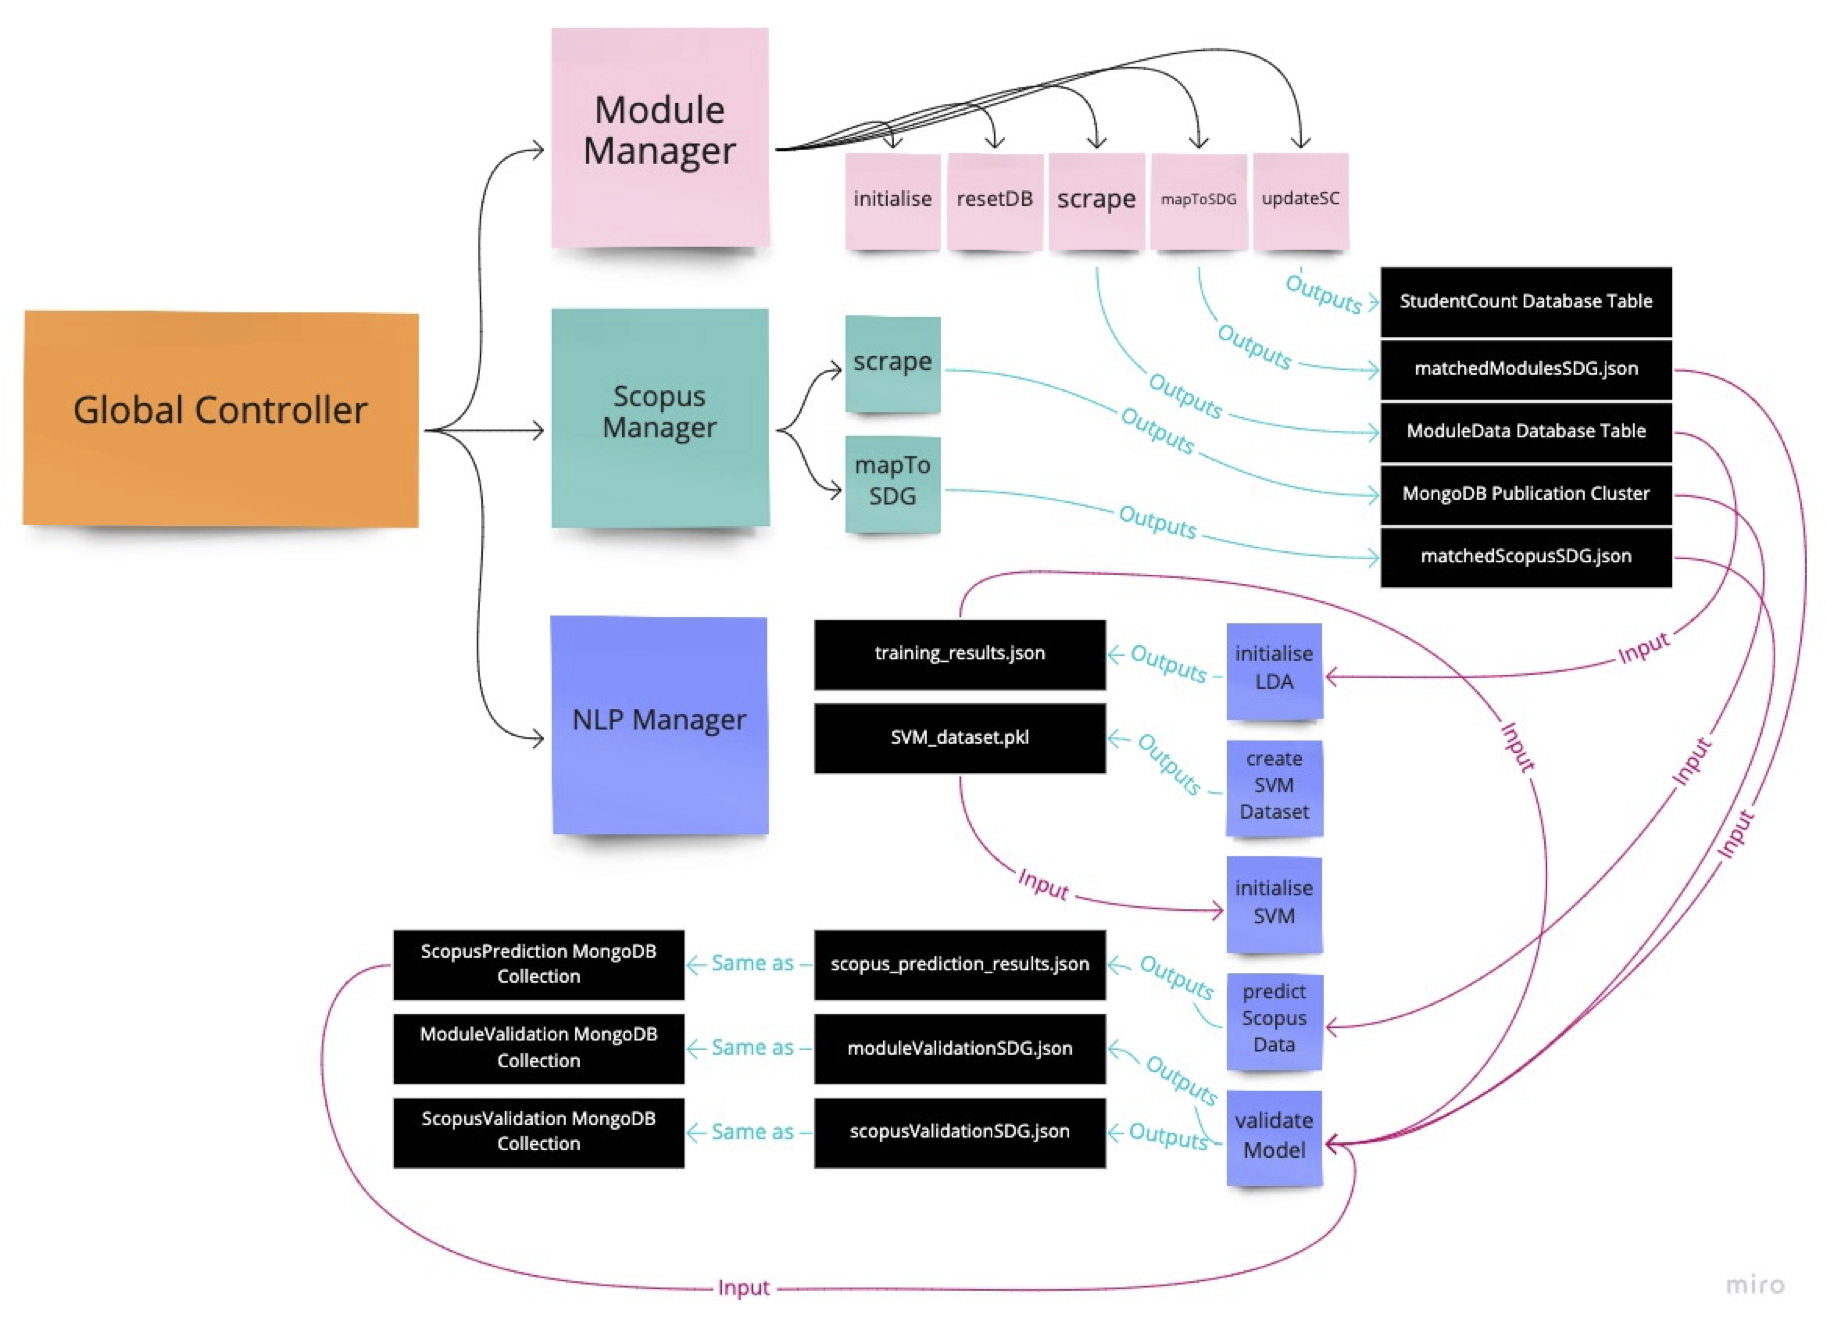 Module
Manager
initialise
resetDB
scrape
mapToSDG
updateSC
Global Controller
Scopus
Manager
scrape
mapTo
SDG
Outputs
Outputs
Outputs
Outputs
Outputs
StudentCount Database Table
matchedModulesSDG.json
ModuleData Database Table
MongoDB Publication Cluster
matchedScopusSDG.json
NLP Manager
training_results.json
Outputs
initialise
LDA
Input
SVM_dataset.pkl
Outputs
create
SVM
Dataset
Input
Input
Input
Input
initialise
SVM
ScopusPrediction MongoDB
Collection
Same as
scopus_prediction_results.json
Outputs
predict
Scopus
Data
ModuleValidation MongoDB
Collection
Same as
moduleValidationSDG.json
Outputs
ScopusValidation MongoDB
Collection
Same as
scopusValidationSDG.json
Outputs
validate
Model
Input
miro